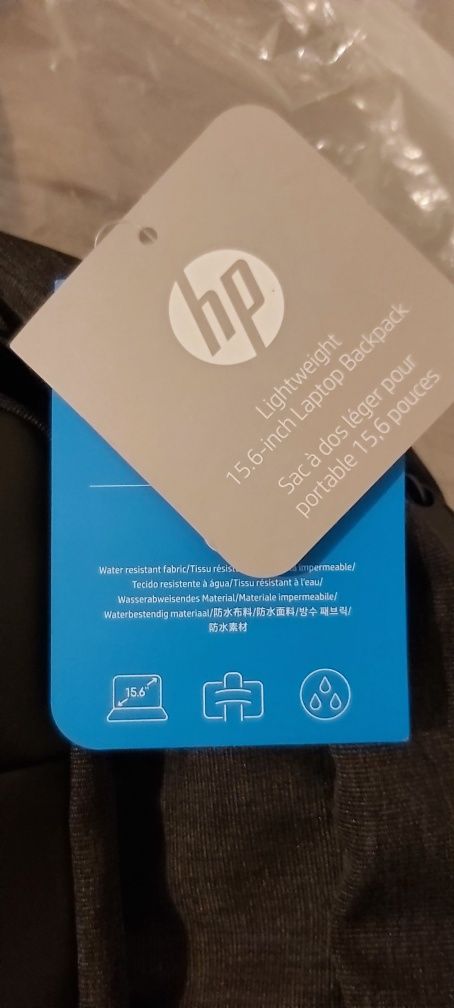 hp
Lightweight
15.6-inch Laptop Backpack
Sac à dos léger pour
portable 15,6 pouces
Water resistant fabric/Tissu impermeable/
Tecido resistente à água/Tissu résistant à l'eau/
Wasserabweisendes Material/Materiale impermeabile/
Waterbestendig materiaal/防水布料/防水面料/방수 패브릭/
防水素材
15.6"